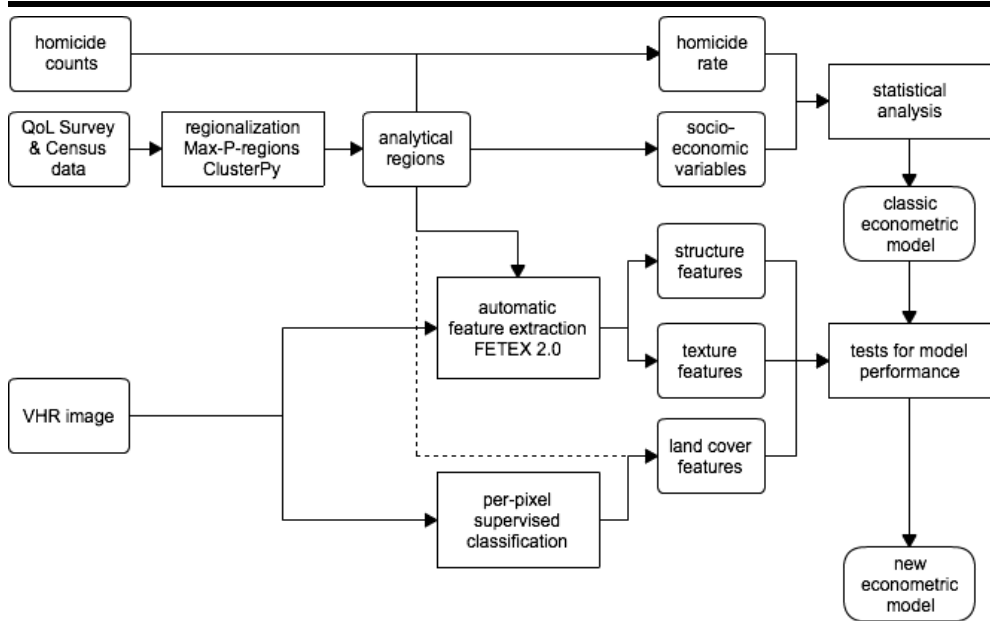 homicide
counts
homicide
rate
statistical
analysis
QoL Survey
& Census
data
regionalization
Max-P-regions
ClusterPy
analytical
regions
socio-
economic
variables
classic
econometric
model
structure
features
automatic
feature extraction
FETEX 2.0
texture
features
tests for model
performance
VHR image
land cover
features
per-pixel
supervised
classification
new
econometric
model